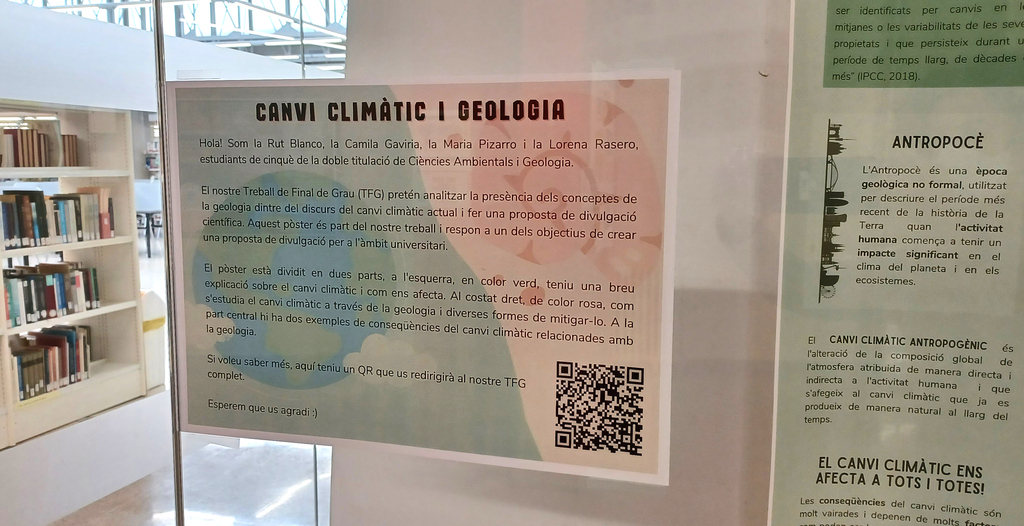 CANVI CLIMÀTIC I GEOLOGIA
Hola! Som la Rut Blanco, la Camila Gaviria, la Maria Pizarro i la Lorena Rasero,
estudiants de cinquè de la doble titulació de Ciències Ambientals i Geologia.
El nostre Treball de Final de Grau (TFG) pretén analitzar la presència dels conceptes de
la geologia dintre del discurs del canvi climàtic actual i fer una proposta de divulgació
científica. Aquest pòster és part del nostre treball i respon a un dels objectius de crear
una proposta de divulgació per a l'àmbit universitari.
El pòster està dividit en dues parts, a l'esquerra, en color verd, teniu una breu
explicació sobre el canvi climàtic i com ens afecta. Al costat dret, de color rosa, com
s'estudia el canvi climàtic a través de la geologia i diverses formes de mitigar-lo. A la
part central hi ha dos exemples de conseqüències del canvi climàtic relacionades amb
la geologia.
Si voleu saber més, aquí teniu un QR que us redirigirà al nostre TFG
complet.
Esperem que us agradi :)
ser identificats per canvis en
mitjanes o les variabilitats de les
propietats i que persisteix durant
període de temps llarg, de dècades
més" (IPCC, 2018).
ANTROPOCÈ
L'Antropocè és una època
geològica no formal, utilitzat
per descriure el període més
recent de la història de la
Terra quan l'activitat
humana comença a tenir un
impacte significant en el
clima del planeta i en els
ecosistemes.
El CANVI CLIMÀTIC ANTROPOGÈNIC és
l'alteració de la composició global de
l'atmosfera atribuida de manera directa i
indirecta a l'activitat humana i que
s'afegeix al canvi climàtic que ja es
produeix de manera natural al llarg del
temps.
EL CANVI CLIMÀTIC ENS
AFECTA A TOTS I TOTES!
Les conseqüències del canvi climàtic són
molt vairades i depenen de molts